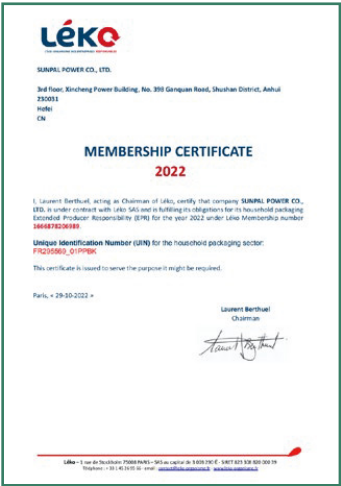 LéKO
SUNPAL POWER CO., LTD.
3rd floor, Xincheng Power Building, No. 399 Ganquan Road, Shushan District, Anhui
230031
Hefei
CN
MEMBERSHIP CERTIFICATE
2022
I, Laurent Berthuel, acting as Chairman of Léko, certify that company SUNPAL POWER CO.,
LTD. is under contract with Léko SAS and is fulfilling its obligations for its household packaging
Extended Producer Responsibility (EPR) for the year 2022 under Léko Membership number
Unique Identification Number (UIN) for the household packaging sector:
This certificate is issued to serve the purpose it might be required.
Paris, « 29-10-2022 »
Laurent Berthuel
Chairman